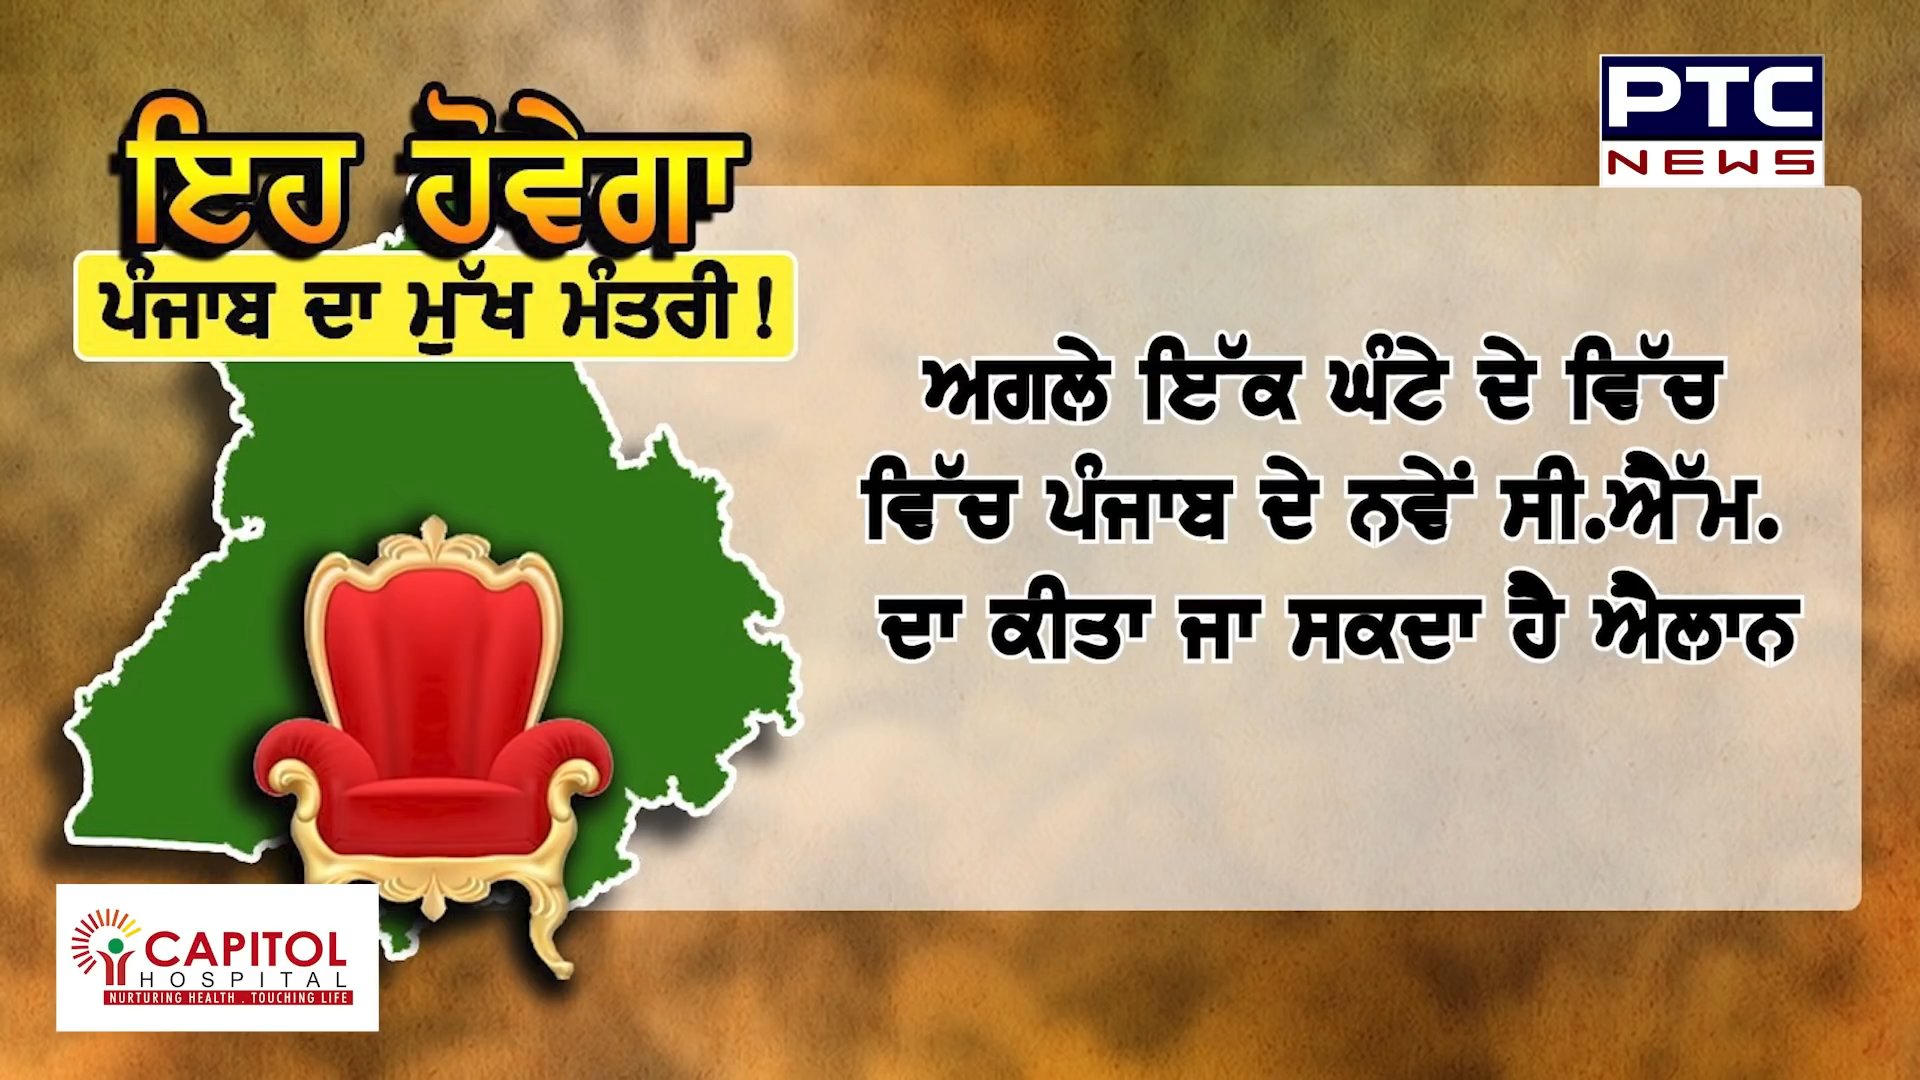 ਇਹ ਹੋਵੇਗਾ
ਪੰਜਾਬ ਦਾ ਮੁੱਖ ਮੰਤਰੀ!
PTC
NEWS
ਅਗਲੇ ਇੱਕ ਘੰਟੇ ਦੇ ਵਿੱਚ
ਵਿੱਚ ਪੰਜਾਬ ਦੇ ਨਵੇਂ ਸੀ.ਐੱਮ.
ਦਾ ਕੀਤਾ ਜਾ ਸਕਦਾ ਹੈ ਐਲਾਨ
CAPITOL
HOSPITAL
NURTURING HEALTH . TOUCHING LIFE